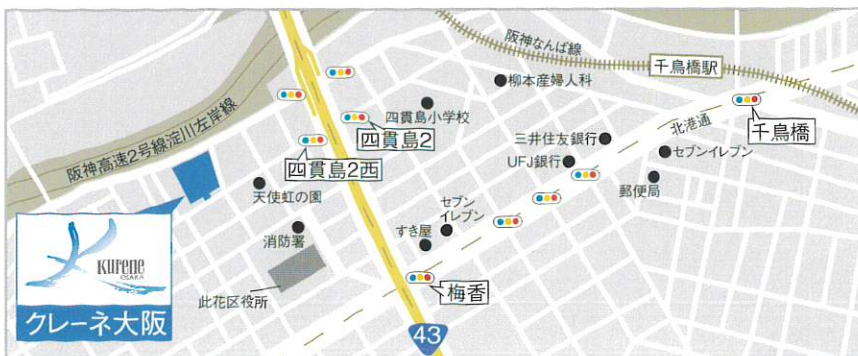 阪神なんば線
千鳥橋駅
柳本産婦人科
四貫島小学校
北港通
千鳥橋
四貫島2
三井住友銀行
阪神高速2号線淀川左岸線
四貫島2西
UFJ銀行
セブンイレブン
天使虹の園
郵便局
セブン
イレブン
消防署
すき屋
Kurene
OSAKA
此花区役所
梅香
クレーネ大阪
43